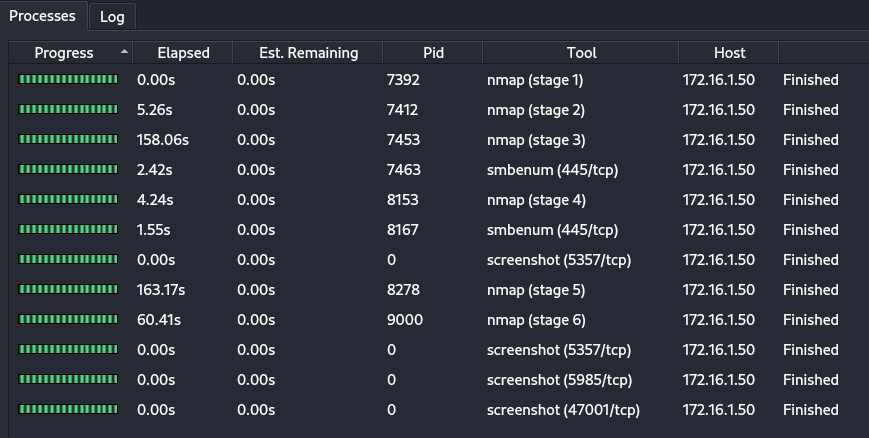 Processes Log
Progress Elapsed Est. Remaining Pid Tool Host
0.00s 0.00s 7392 nmap (stage 1) 172.16.1.50 Finished
5.26s 0.00s 7412 nmap (stage 2) 172.16.1.50 Finished
158.06s 0.00s 7453 nmap (stage 3) 172.16.1.50 Finished
2.42s 0.00s 7463 smbenum (445/tcp) 172.16.1.50 Finished
4.24s 0.00s 8153 nmap (stage 4) 172.16.1.50 Finished
1.55s 0.00s 8167 smbenum (445/tcp) 172.16.1.50 Finished
0.00s 0.00s 0 screenshot (5357/tcp) 172.16.1.50 Finished
163.17s 0.00s 8278 nmap (stage 5) 172.16.1.50 Finished
60.41s 0.00s 9000 nmap (stage 6) 172.16.1.50 Finished
0.00s 0.00s 0 screenshot (5357/tcp) 172.16.1.50 Finished
0.00s 0.00s 0 screenshot (5985/tcp) 172.16.1.50 Finished
0.00s 0.00s 0 screenshot (47001/tcp) 172.16.1.50 Finished